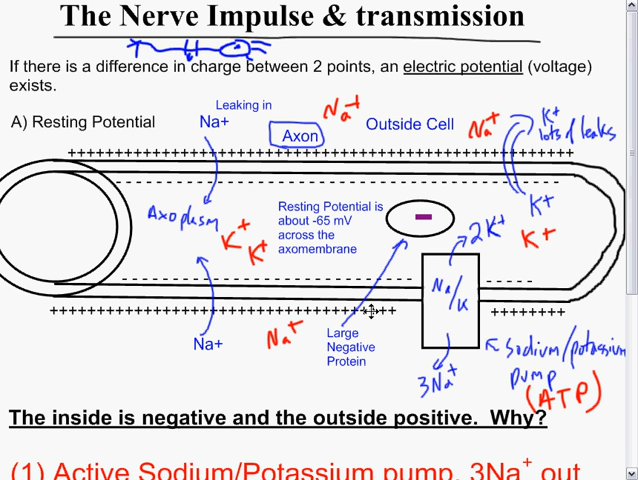 The Nerve Impulse & transmission
If there is a difference in charge between 2 points, an electric potential (voltage)
exists.
Leaking in
A) Resting Potential
Na+
Na+
Axon
Outside Cell
Na+
K+
lots of leaks
+++++++++++++++++++++++++++++++++++++++++++++++++++++++++++++++
- - - - - - - - - - - - - - - - - - - - - - - - - - - - - - - - - - - - - - - -
Axoplasm
K+
K+
Resting Potential is
about -65 mV
across the
axomembrane
-
K+
K+
2K+
Na/K
- - - - - - - - - - - - - - - - - - - - - - - - - - - - - - - -
- - - - - -
+++++++++++++++++++++++++++++++++++++++++++
+++++++++
Na+
Na+
Large
Negative
Protein
3Na+
Sodium/potassium
pump
(ATP)
The inside is negative and the outside positive. Why?
(1) Active Sodium/Potassium pump. 3Na+ out